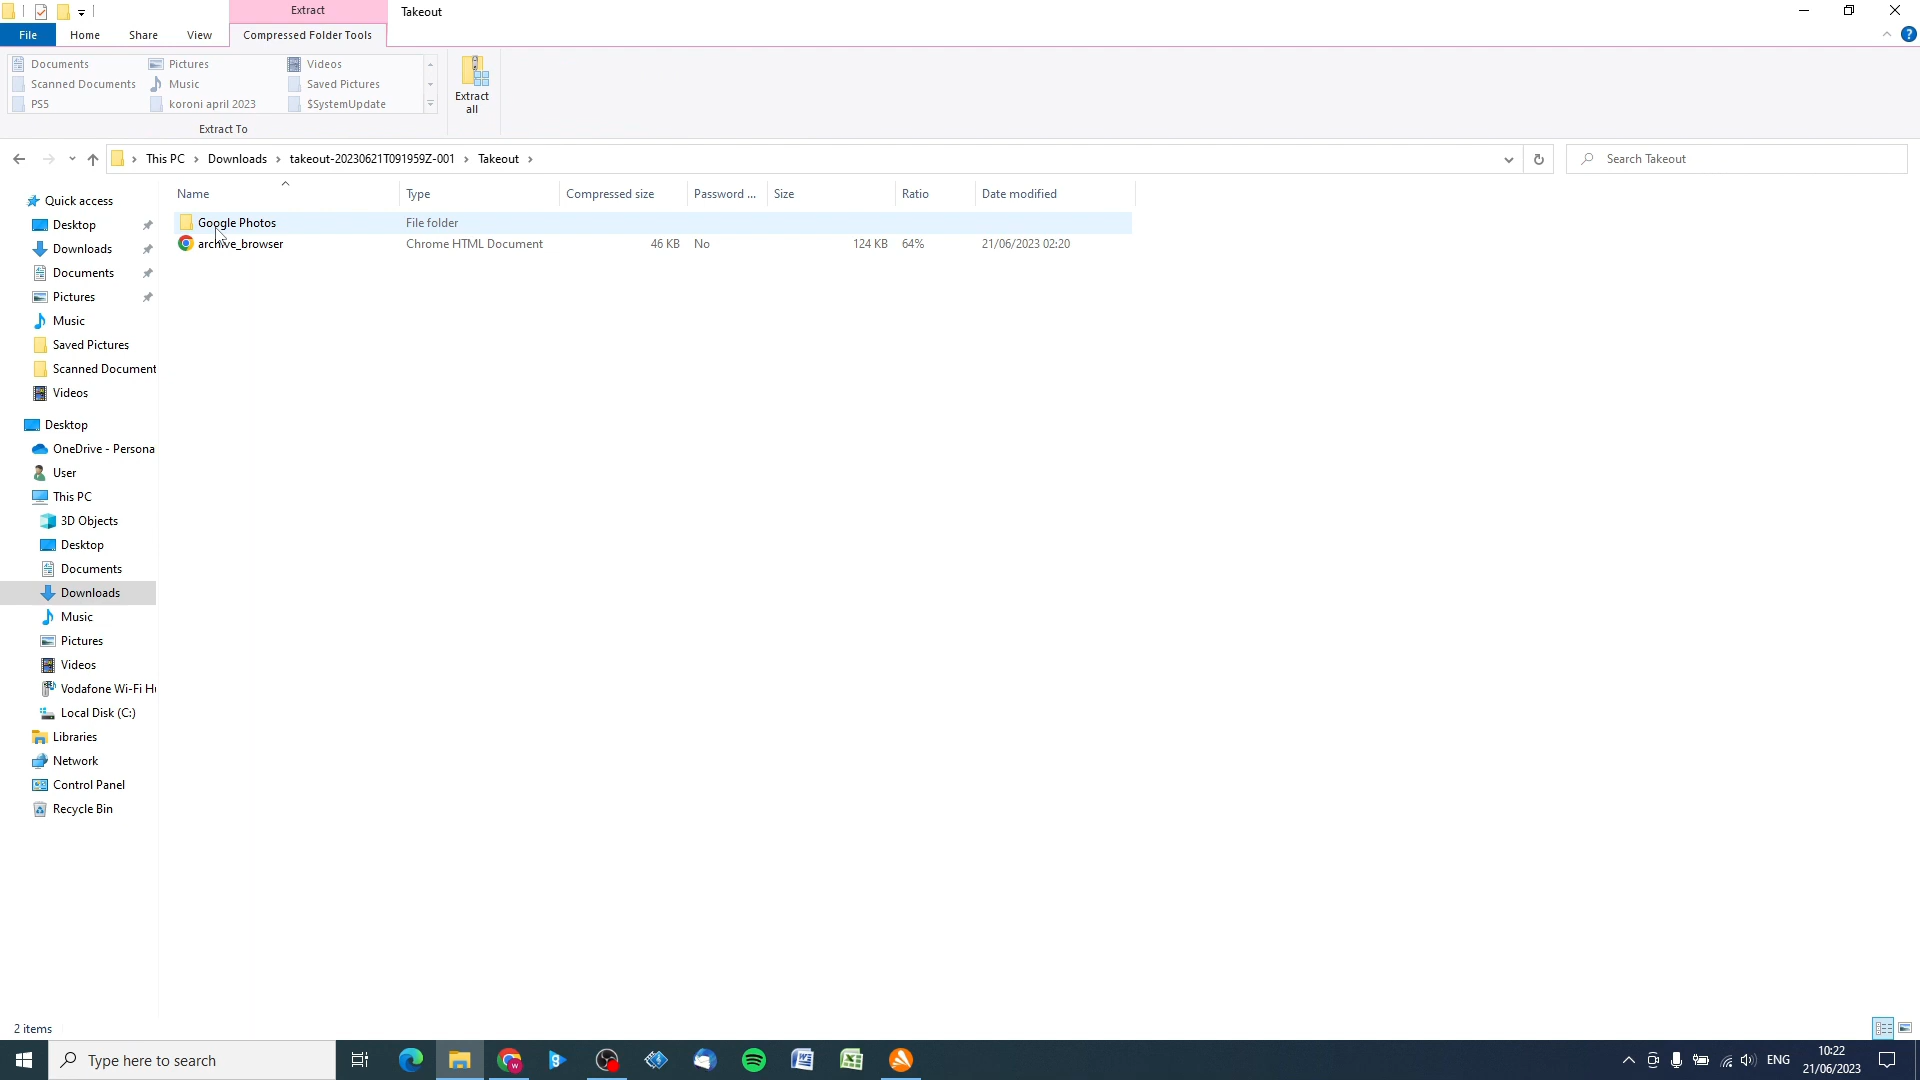 Extract
Takeout
File
Home
Share
View
Compressed Folder Tools
Documents
Pictures
Videos
Scanned Documents
Music
Saved Pictures
PS5
koroni april 2023
$SystemUpdate
Extract all
Extract To
This PC
Downloads
takeout-20230621T091959Z-001
Takeout
Search Takeout
Name
Type
Compressed size
Password ...
Size
Ratio
Date modified
Google Photos
File folder
archive_browser
Chrome HTML Document
46 KB
No
124 KB
64%
21/06/2023 02:20
Quick access
Desktop
Downloads
Documents
Pictures
Music
Saved Pictures
Scanned Document
Videos
Desktop
OneDrive - Persona
User
This PC
3D Objects
Desktop
Documents
Downloads
Music
Pictures
Videos
Vodafone Wi-Fi Hu
Local Disk (C:)
Libraries
Network
Control Panel
Recycle Bin
2 items
Type here to search
ENG
10:22
21/06/2023